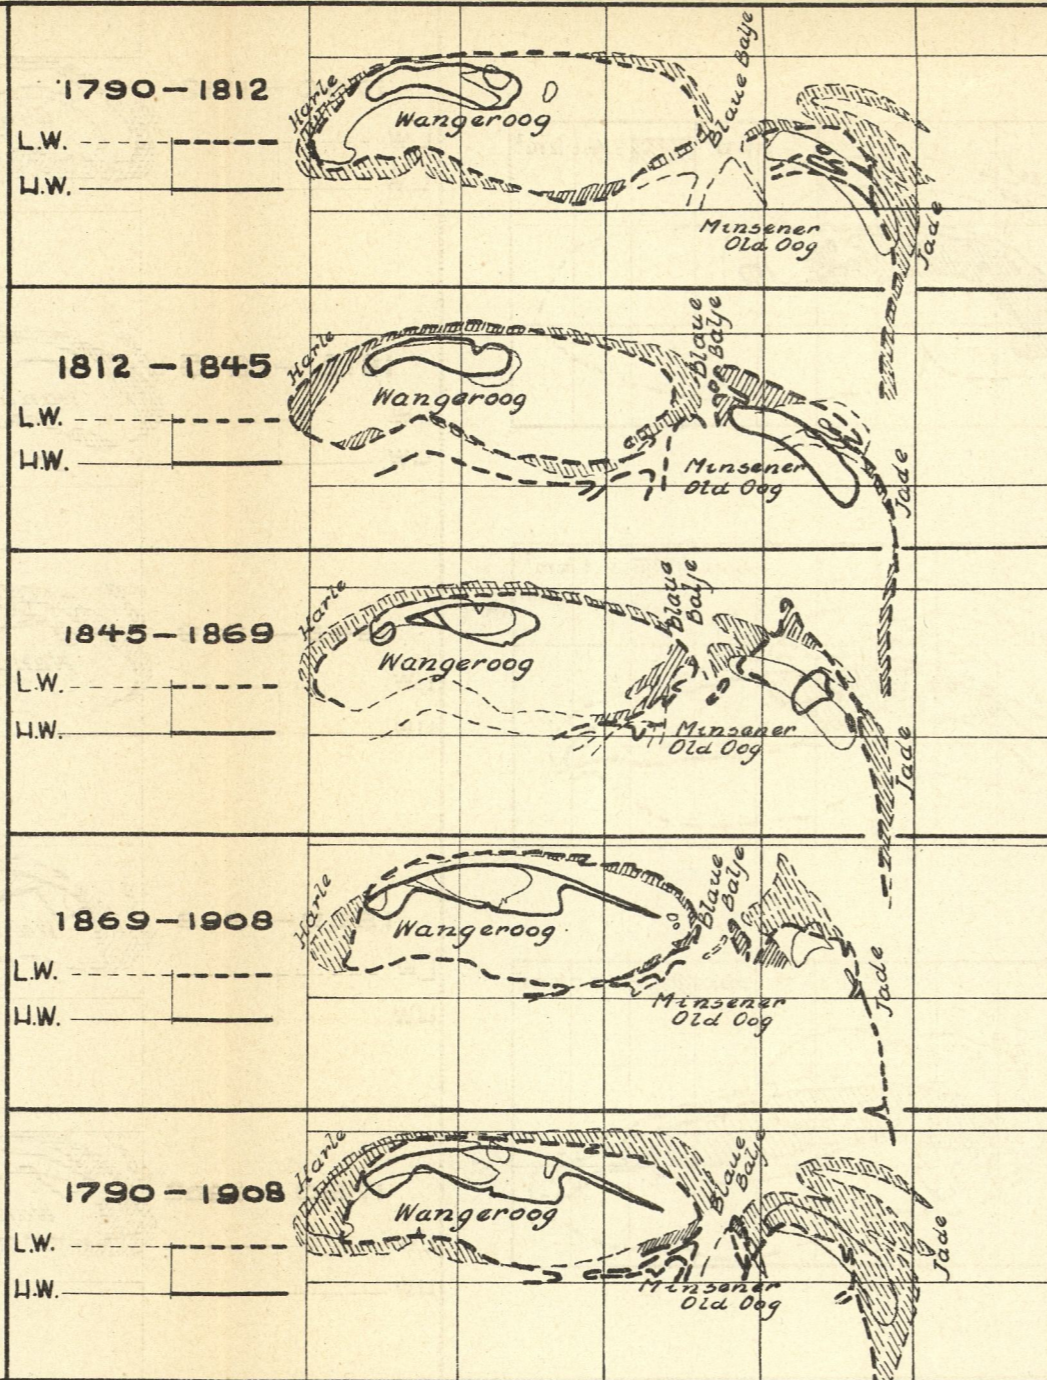 1790 – 1812
L.W.
H.W.
Harle
Wangeroog
Blaue Balje
Minsener
Old Oog
Jade
1812 – 1845
L.W.
H.W.
Harle
Wangeroog
Blaue
Balje
Minsener
Old Oog
Jade
1845 – 1869
L.W.
H.W.
Harle
Wangeroog
Blaue
Balje
Minsener
Old Oog
Jade
1869 – 1908
L.W.
H.W.
Harle
Wangeroog
Blaue
Balje
Minsener
Old Oog
Jade
1790 – 1908
L.W.
H.W.
Harle
Wangeroog
Blaue
Balje
Minsener
Old Oog
Jade